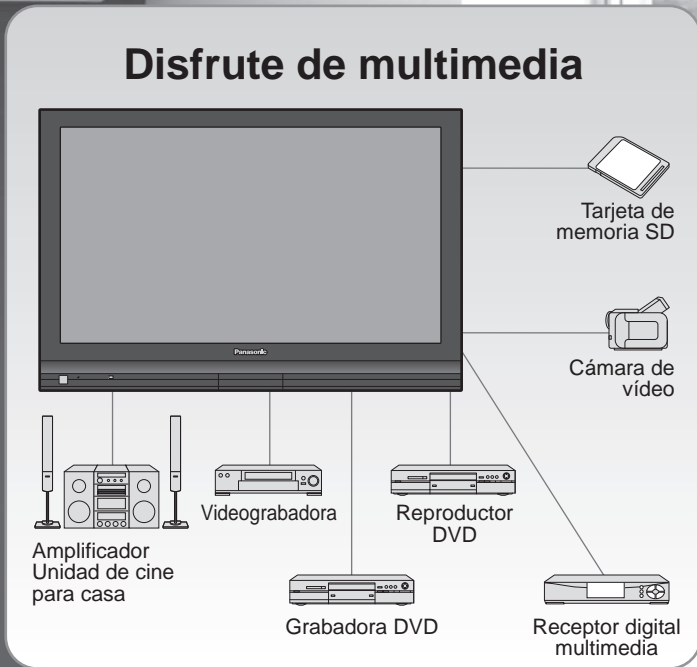 Disfrute de multimedia
Panasonic
Tarjeta de
memoria SD
Cámara de
vídeo
Amplificador
Unidad de cine
para casa
Videograbadora
Reproductor
DVD
Grabadora DVD
Receptor digital
multimedia